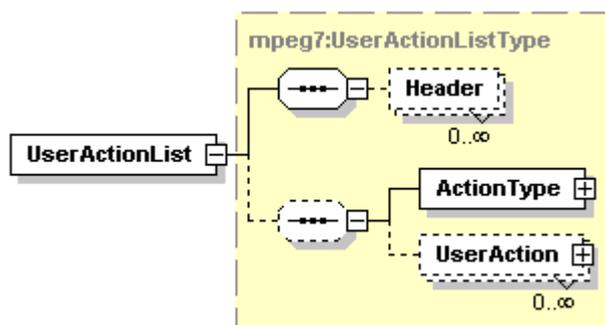 mpeg7:UserActionListType
Header
0..∞
UserActionList
ActionType
UserAction
0..∞